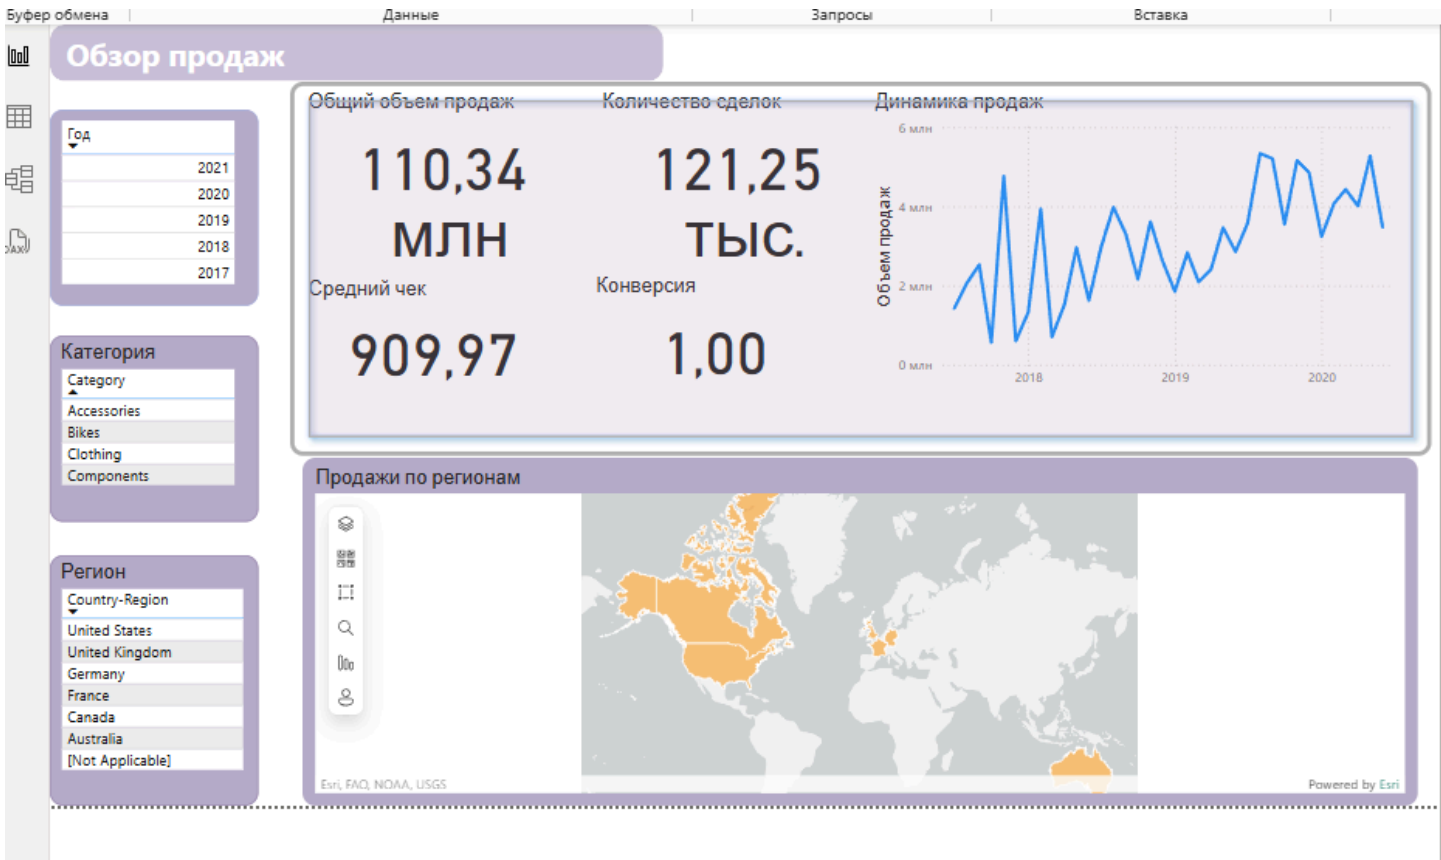 Буфер обмена
Данные
Запросы
Вставка
Обзор продаж
Год
2021
2020
2019
2018
2017
Категория
Category
Accessories
Bikes
Clothing
Components
Регион
Country-Region
United States
United Kingdom
Germany
France
Canada
Australia
[Not Applicable]
Общий объем продаж
110,34
млн
Количество сделок
121,25
тыс.
Средний чек
909,97
Конверсия
1,00
Динамика продаж
Объем продаж
6 млн
4 млн
2 млн
0 млн
2018
2019
2020
Продажи по регионам
Esri, FAO, NOAA, USGS
Powered by Esri